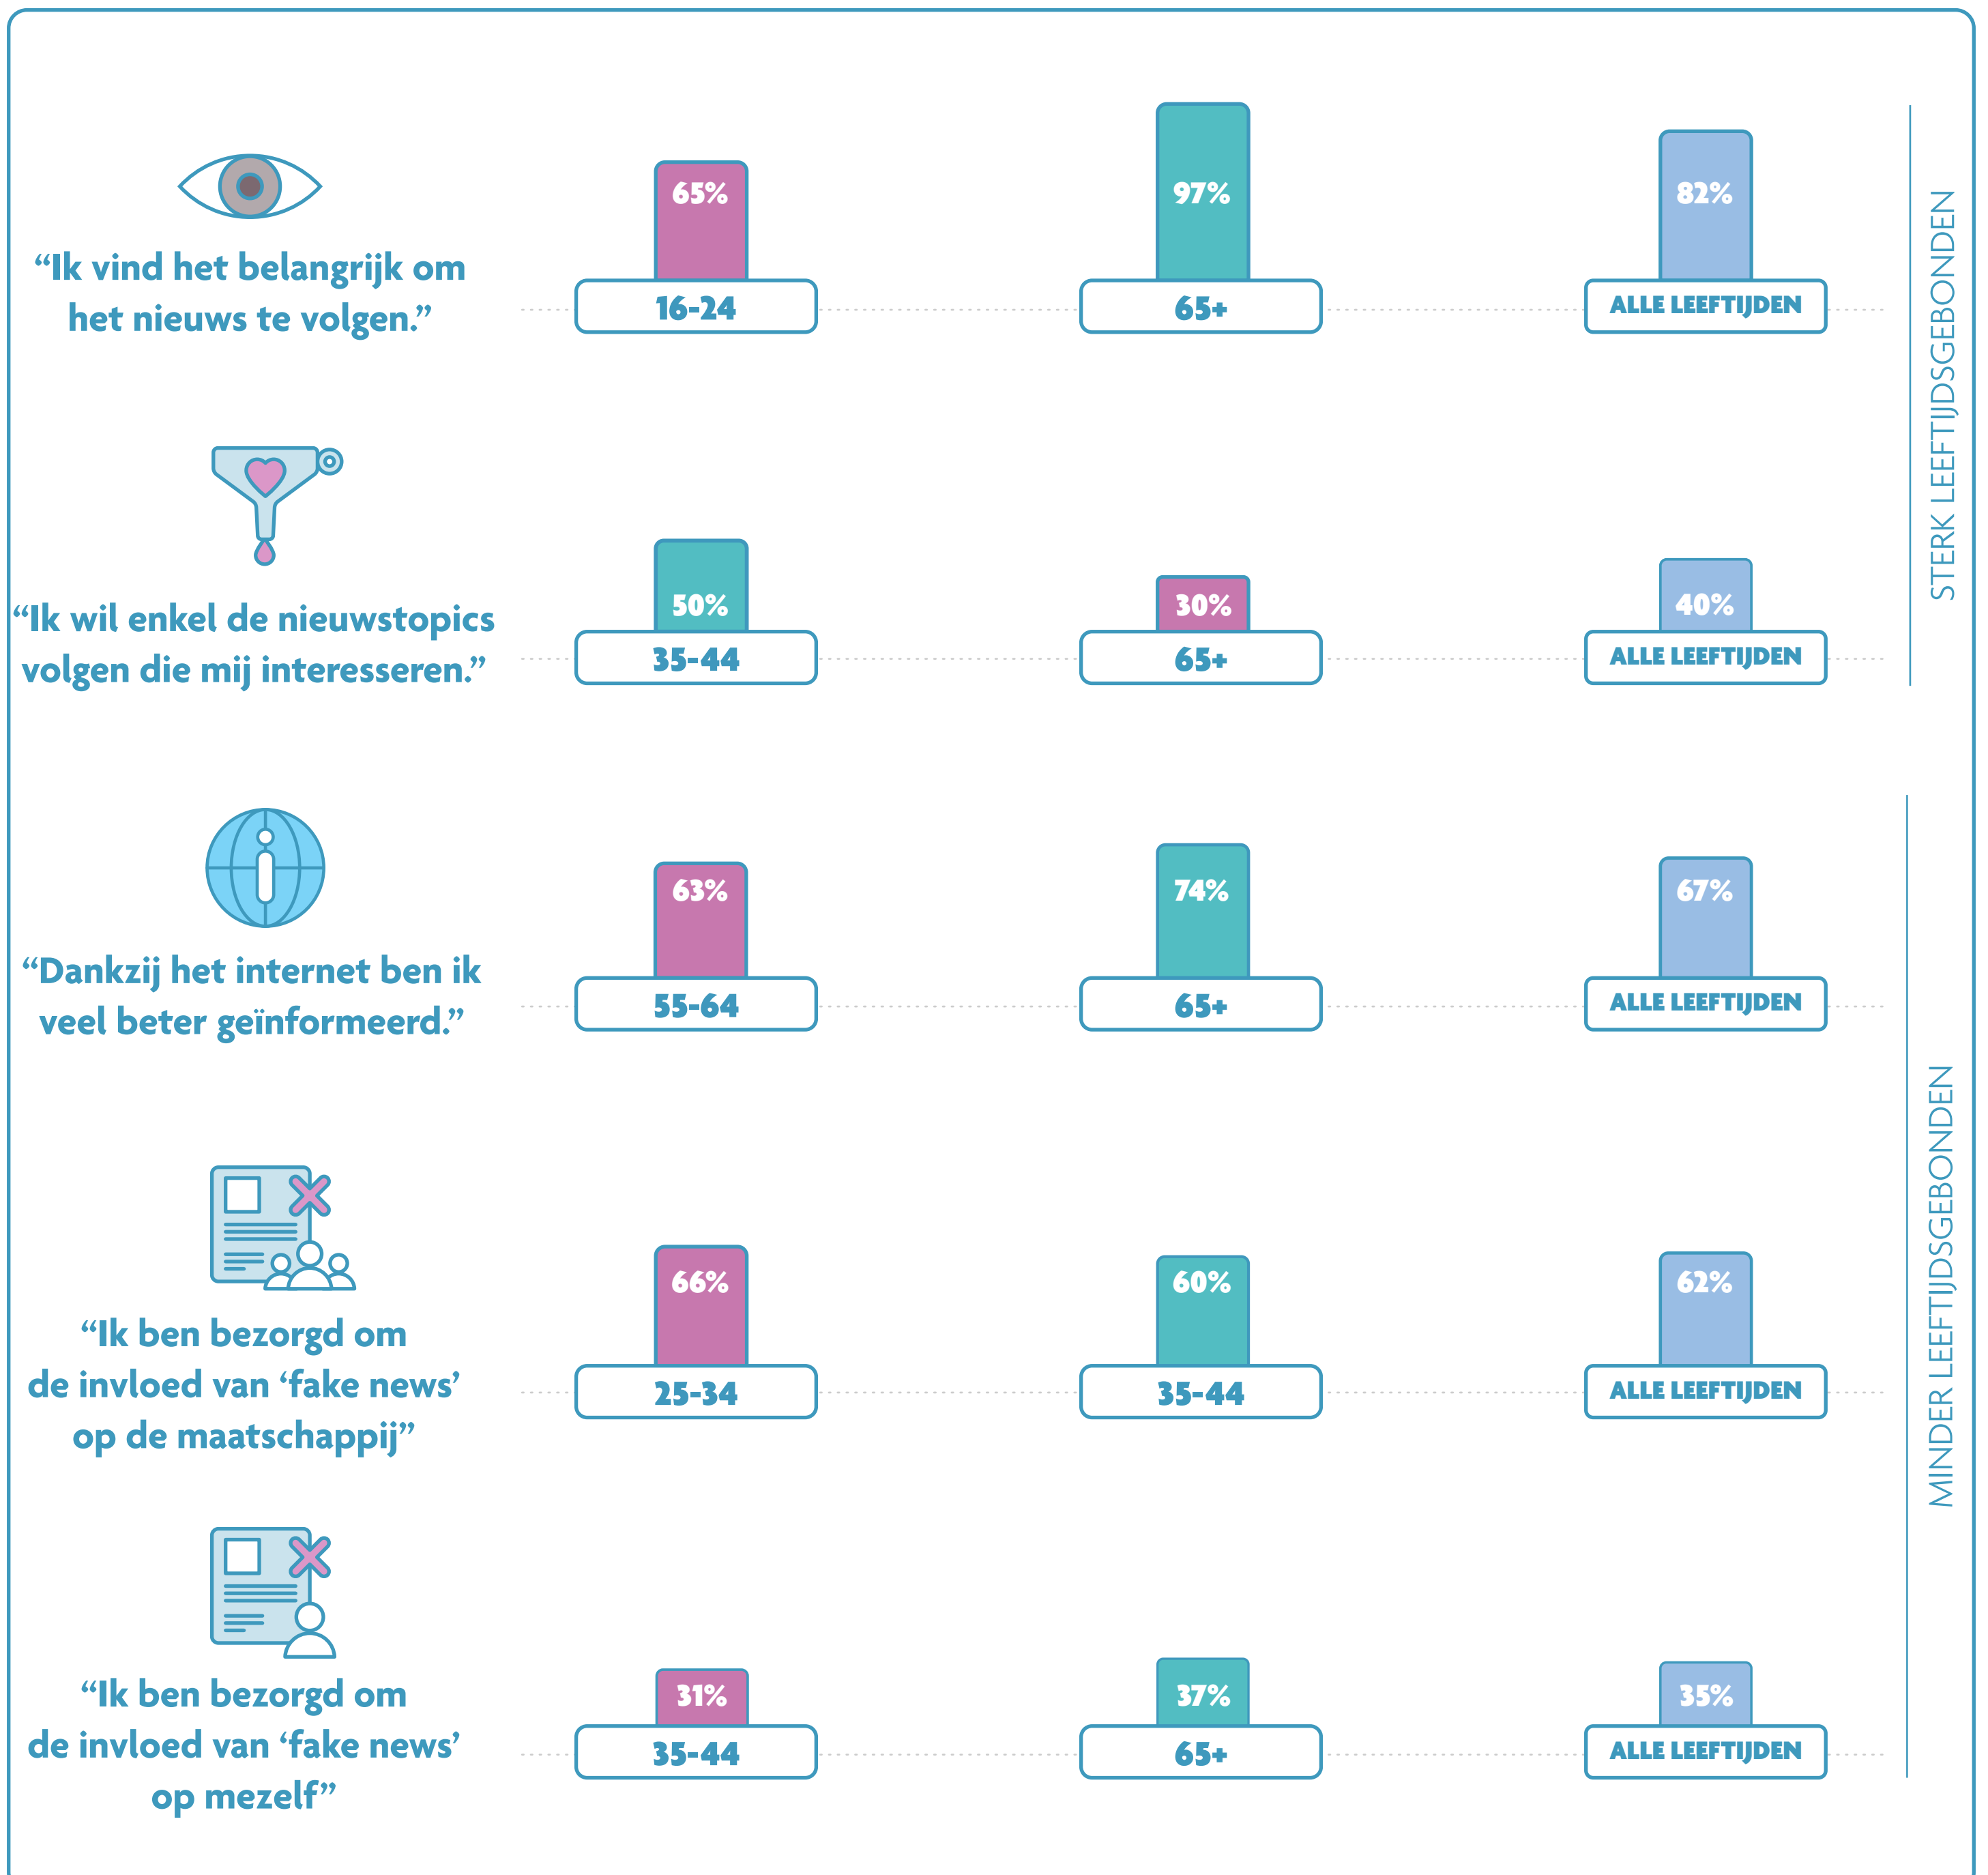 65%
97%
82%
“Ik vind het belangrijk om
het nieuws te volgen.”
16-24
65+
ALLE LEEFTIJDEN
50%
30%
40%
“Ik wil enkel de nieuwstopics
volgen die mij interesseren.”
35-44
65+
ALLE LEEFTIJDEN
STERK LEEFTIJDSGEBONDEN
63%
74%
67%
“Dankzij het internet ben ik
veel beter geïnformeerd.”
55-64
65+
ALLE LEEFTIJDEN
66%
60%
62%
“Ik ben bezorgd om
de invloed van ‘fake news’
op de maatschappij”
25-34
35-44
ALLE LEEFTIJDEN
31%
37%
35%
“Ik ben bezorgd om
de invloed van ‘fake news’
op mezelf”
35-44
65+
ALLE LEEFTIJDEN
MINDER LEEFTIJDSGEBONDEN